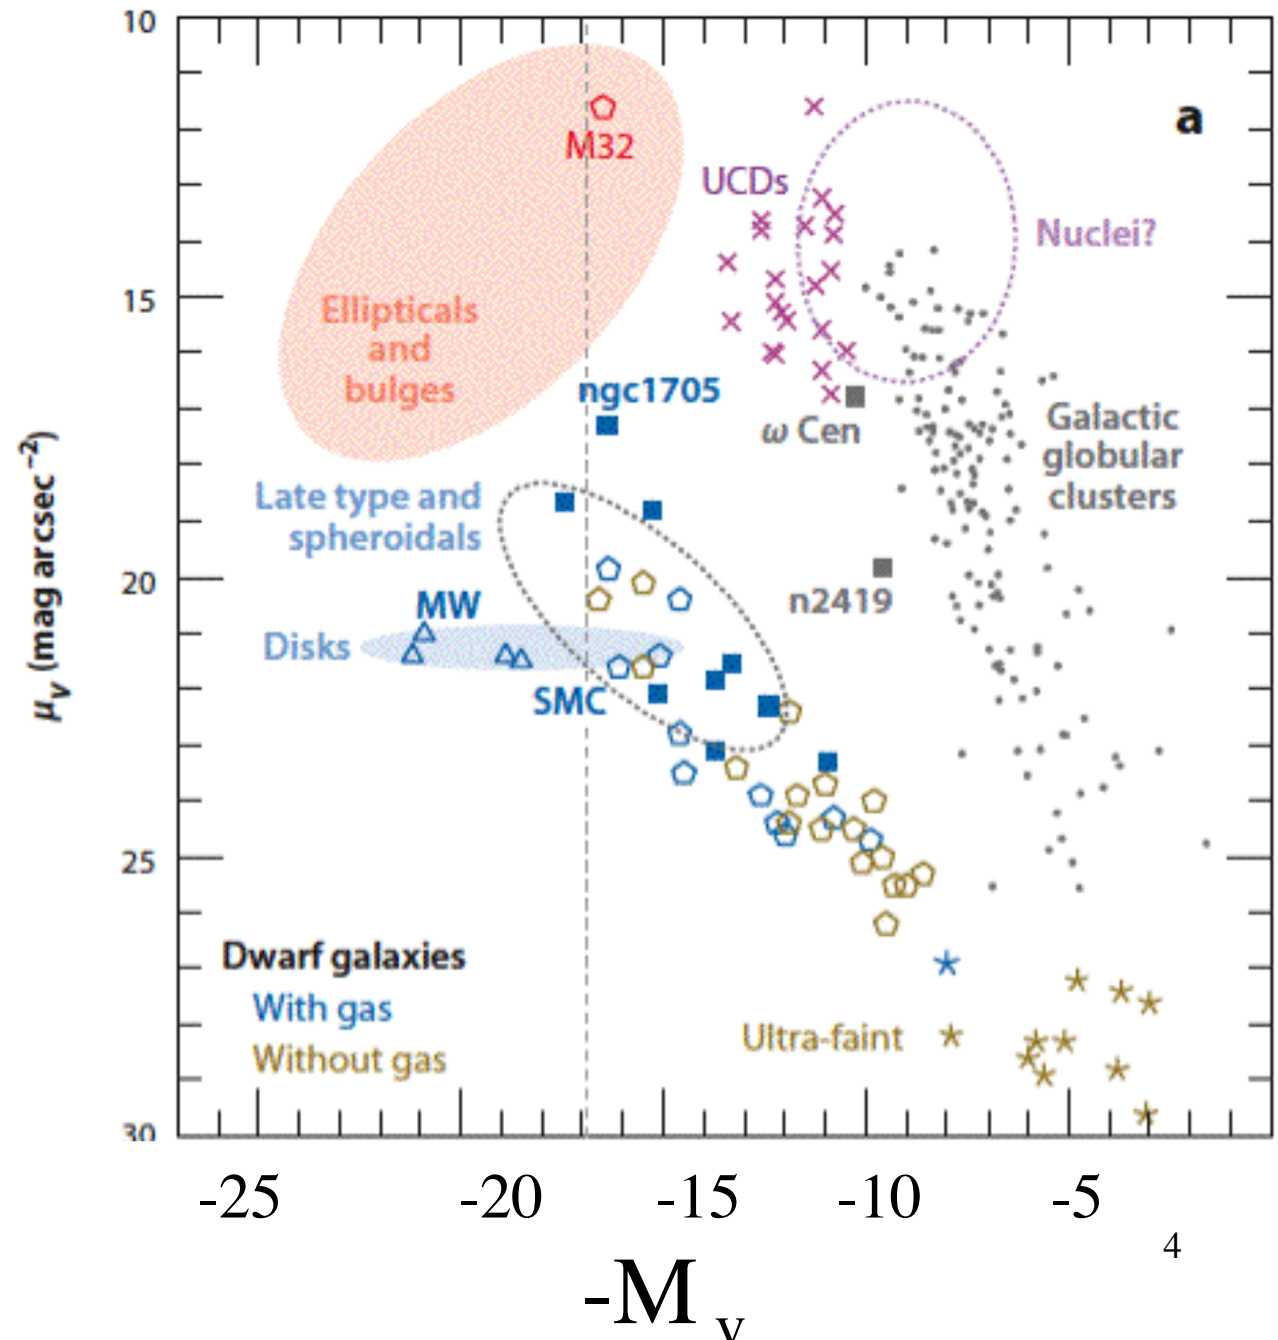 10
a
M32
UCDs
Nuclei?
15
Ellipticals
and
bulges
ngc1705
ω Cen
Galactic
globular
clusters
μv (mag arcsec−2)
Late type and
spheroidals
20
n2419
MW
Disks
SMC
25
Dwarf galaxies
With gas
Without gas
Ultra-faint
30
-25 -20 -15 -10 -5
4
-M v